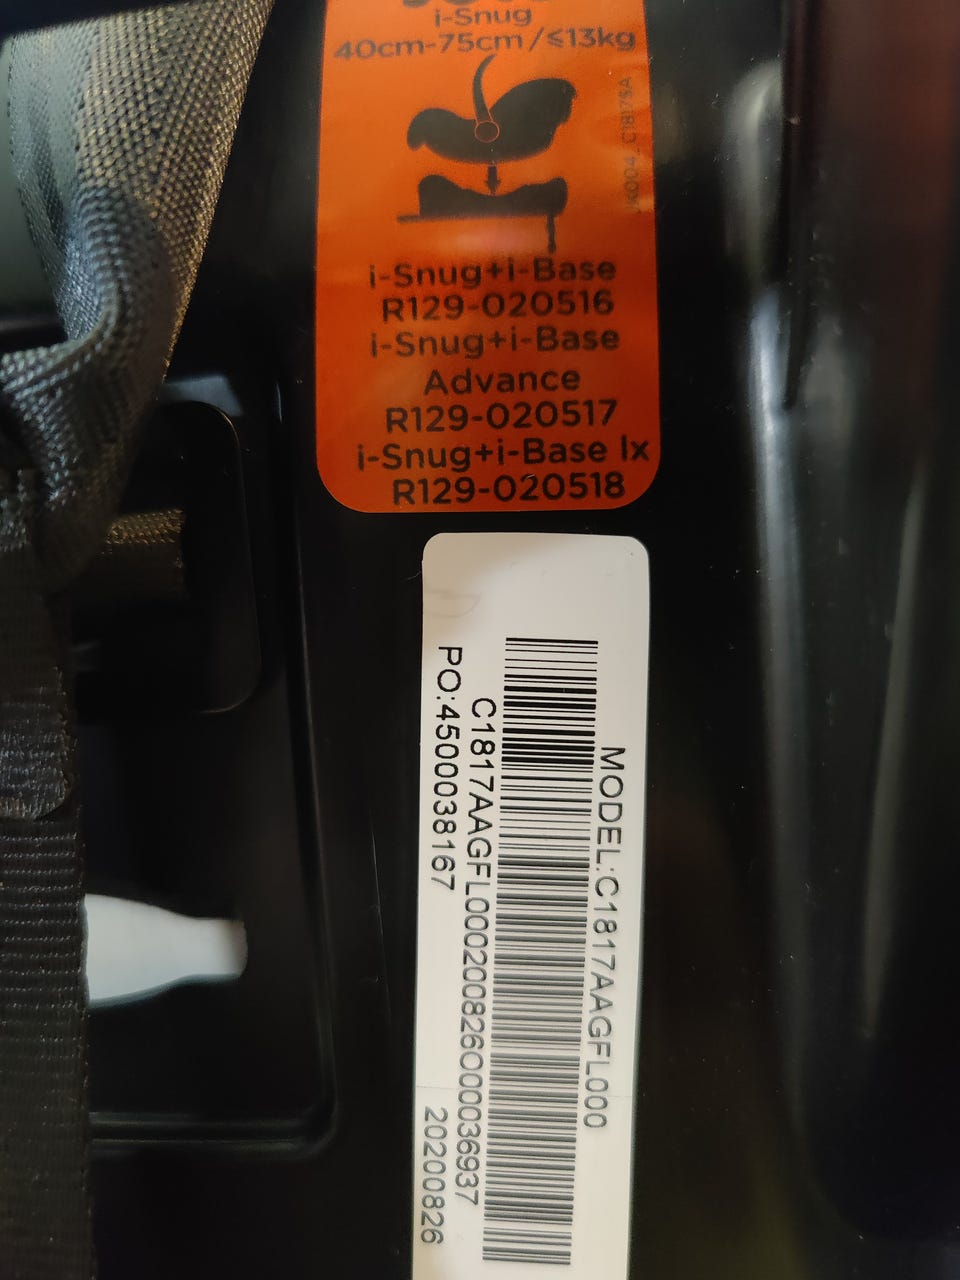 i-Snug
40cm-75cm/≤13kg
i-Snug+i-Base
R129-020516
i-Snug+i-Base
Advance
R129-020517
i-Snug+i-Base lx
R129-020518
MODEL:C1817AAGFL000
C1817AAGFL00020082600036937
PO:4500038167
20200826